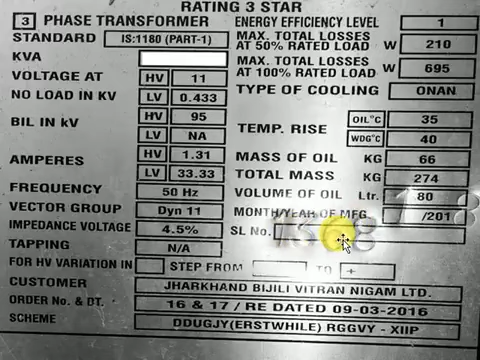 RATING 3 STAR
3 PHASE TRANSFORMER
STANDARD IS:1180 (PART-1)
KVA
VOLTAGE AT HV 11
NO LOAD IN KV LV 0.433
BIL IN kV HV 95
LV NA
AMPERES HV 1.31
LV 33.33
FREQUENCY 50 Hz
VECTOR GROUP Dyn 11
IMPEDANCE VOLTAGE 4.5%
TAPPING N/A
ENERGY EFFICIENCY LEVEL 1
MAX. TOTAL LOSSES
AT 50% RATED LOAD W 210
MAX. TOTAL LOSSES
AT 100% RATED LOAD W 695
TYPE OF COOLING ONAN
TEMP. RISE OIL°C 35
WDG°C 40
MASS OF OIL KG 66
TOTAL MASS KG 274
VOLUME OF OIL Ltr. 80
MONTH/YEAR OF MFG. /201
SL No.
FOR HV VARIATION IN STEP FROM TO +
CUSTOMER JHARKHAND BIJILI VITRAN NIGAM LTD.
ORDER No. & DT. 16 & 17 / RE DATED 09-03-2016
SCHEME DDUGJY(ERSTWHILE) RGGVY - XIIP